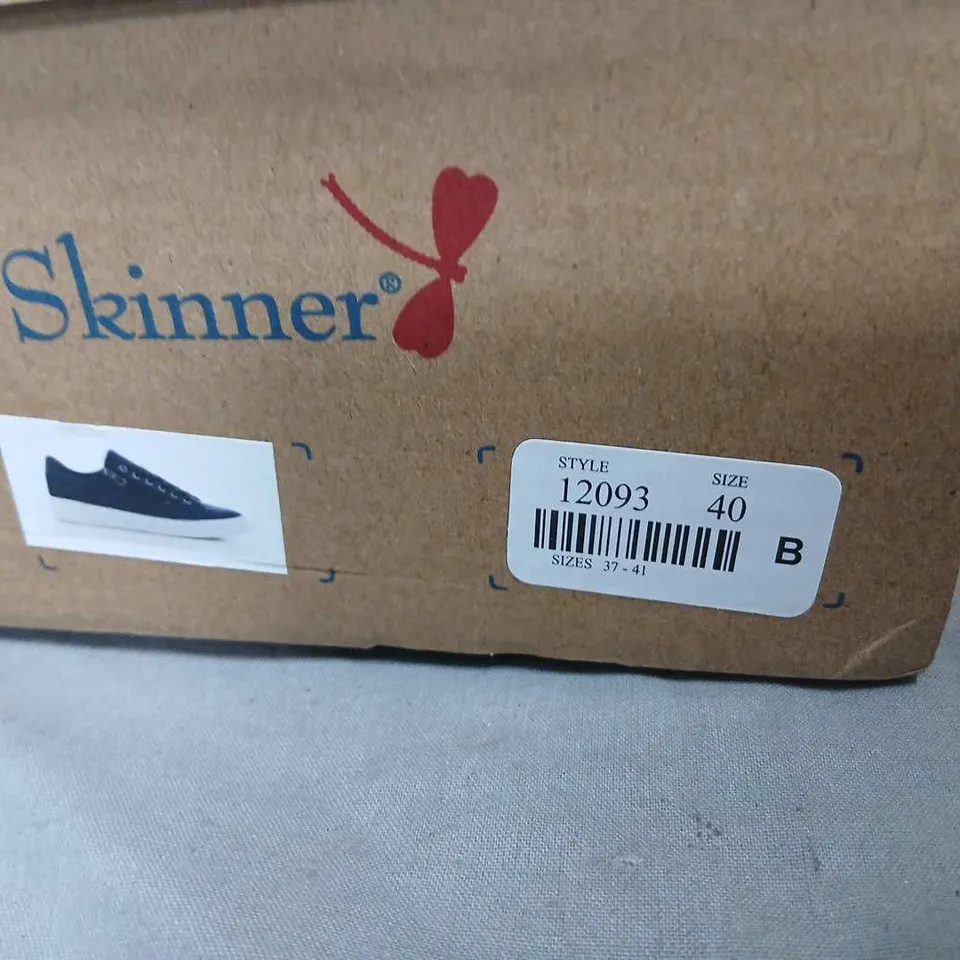 Skinner®
STYLE SIZE
12093 40
B
SIZES 37 - 41